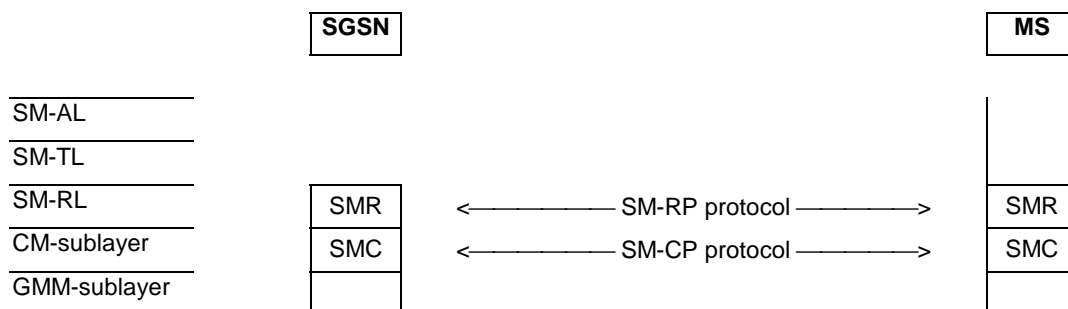 SGSN MS
SM-AL
SM-TL
SM-RL SMR <—————— SM-RP protocol ——————> SMR
CM-sublayer SMC <—————— SM-CP protocol ——————> SMC
GMM-sublayer